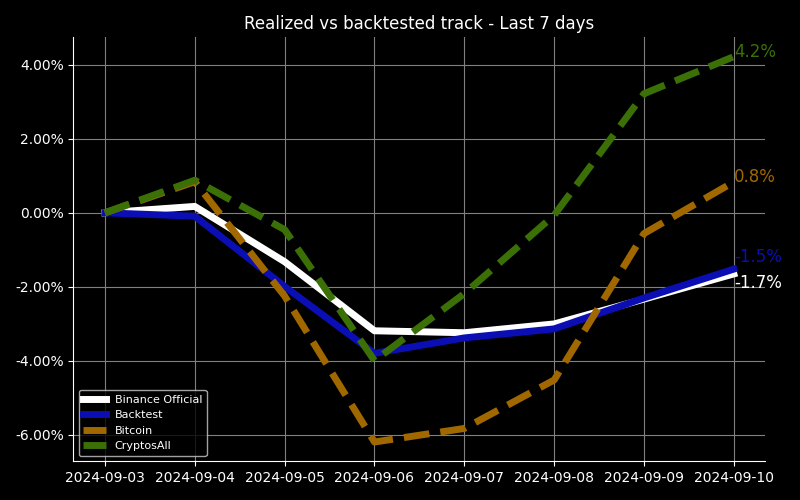 Realized vs backtested track - Last 7 days
4.00%
2.00%
0.00%
-2.00%
-4.00%
-6.00%
4.2%
0.8%
-1.5%
-1.7%
Binance Official
Backtest
Bitcoin
CryptosAll
2024-09-03 2024-09-04 2024-09-05 2024-09-06 2024-09-07 2024-09-08 2024-09-09 2024-09-10